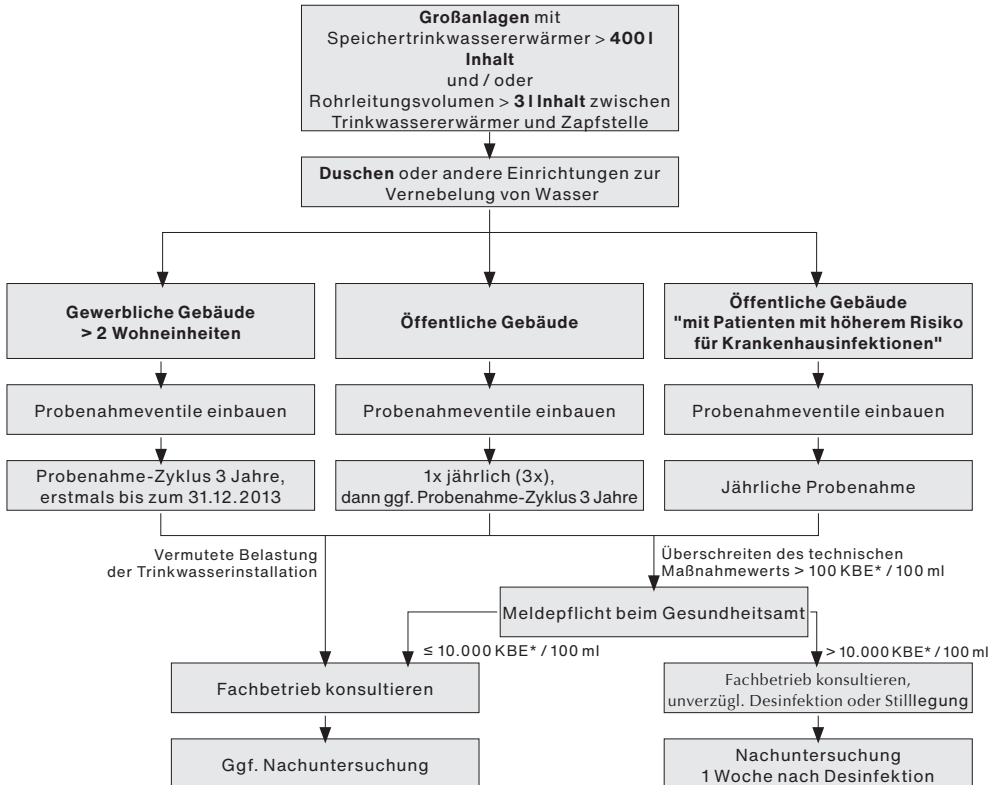 Großanlagen mit
Speichertrinkwassererwärmer > 400 l
Inhalt
und / oder
Rohrleitungsvolumen > 3 l Inhalt zwischen
Trinkwassererwärmer und Zapfstelle
Duschen oder andere Einrichtungen zur
Vernebelung von Wasser
Gewerbliche Gebäude
> 2 Wohneinheiten
Öffentliche Gebäude
Öffentliche Gebäude
"mit Patienten mit höherem Risiko
für Krankenhausinfektionen"
Probenahmeventile einbauen
Probenahmeventile einbauen
Probenahmeventile einbauen
Probenahme-Zyklus 3 Jahre,
erstmals bis zum 31.12.2013
1x jährlich (3x),
dann ggf. Probenahme-Zyklus 3 Jahre
Jährliche Probenahme
Vermutete Belastung
der Trinkwasserinstallation
Überschreiten des technischen
Maßnahmewerts > 100 KBE* / 100 ml
Meldepflicht beim Gesundheitsamt
≤ 10.000 KBE* / 100 ml
> 10.000 KBE* / 100 ml
Fachbetrieb konsultieren
Fachbetrieb konsultieren,
unverzügl. Desinfektion oder Stilllegung
Ggf. Nachuntersuchung
Nachuntersuchung
1 Woche nach Desinfektion